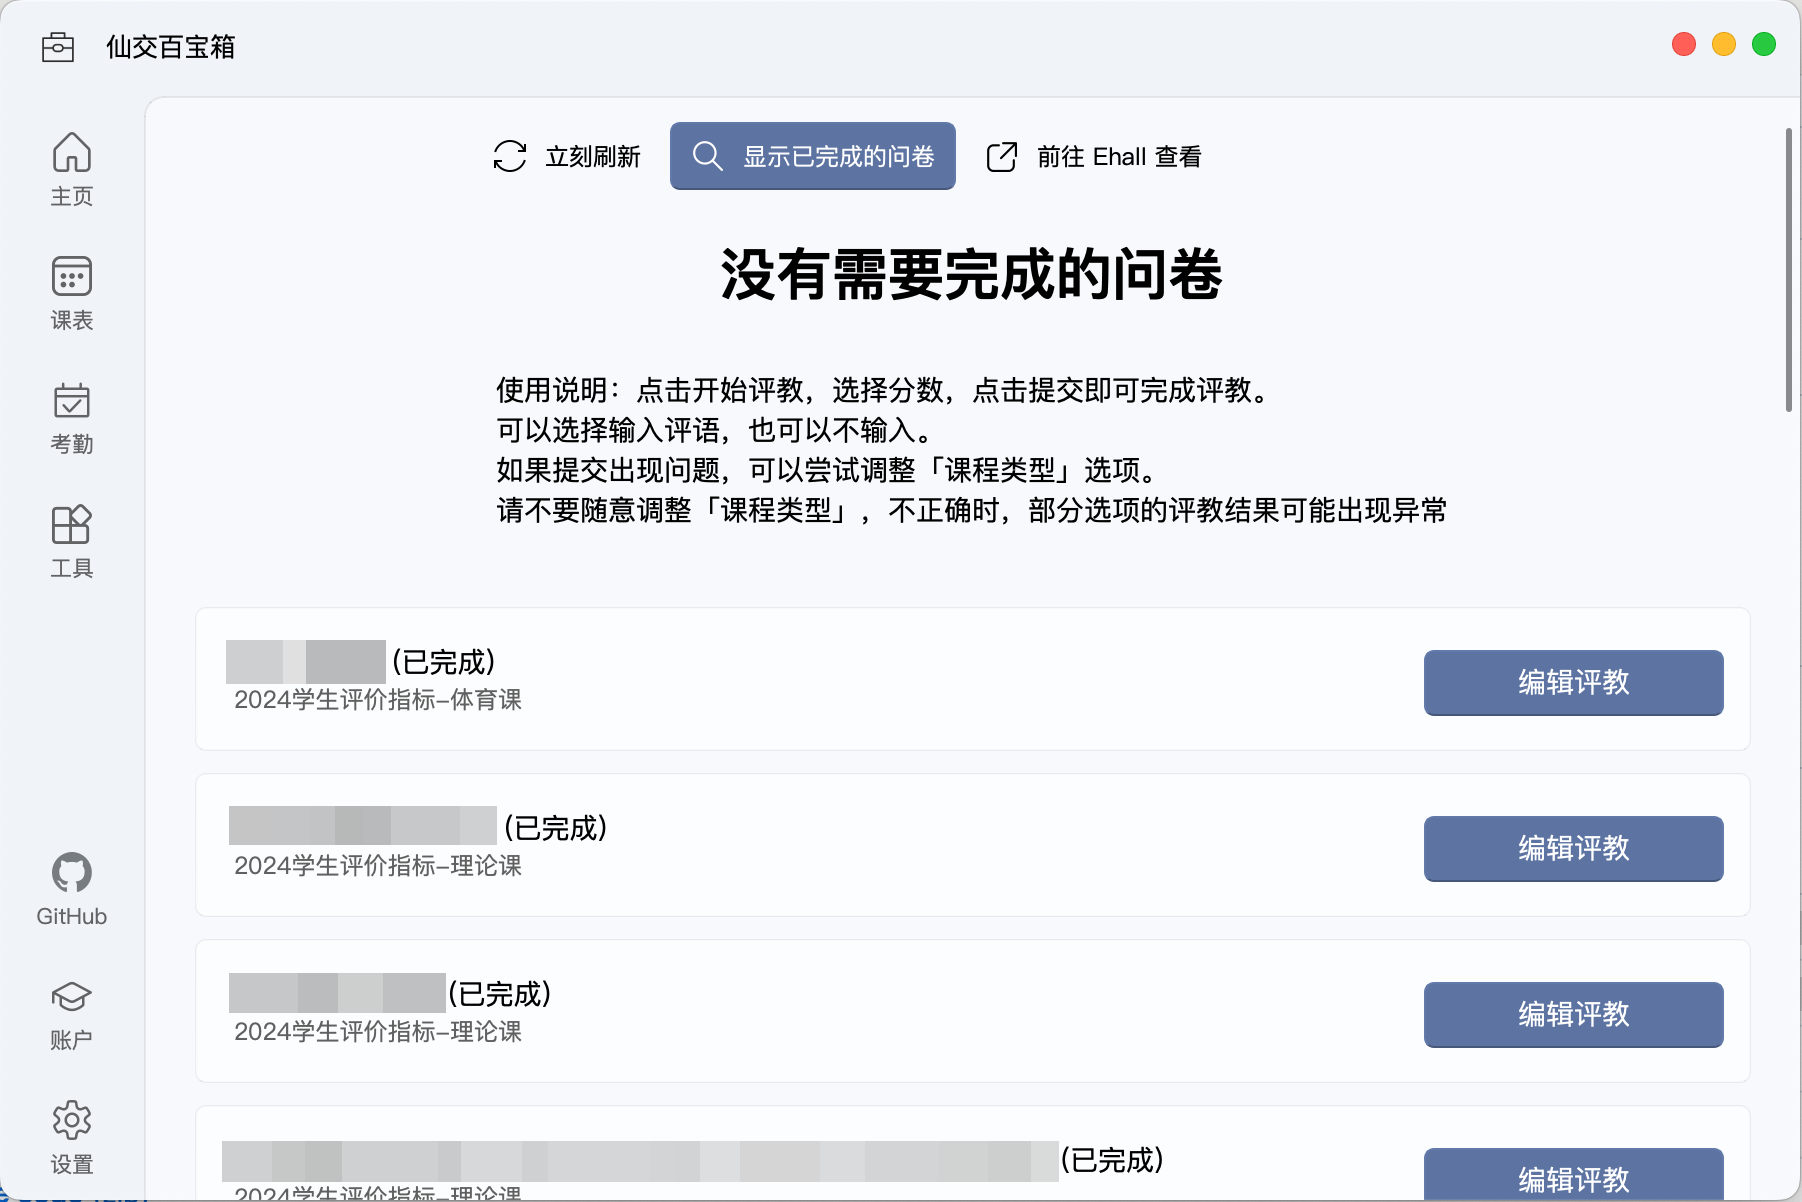 仙交百宝箱
主页
课表
考勤
工具
GitHub
账户
设置
立刻刷新
显示已完成的问卷
前往 Ehall 查看
没有需要完成的问卷
使用说明：点击开始评教，选择分数，点击提交即可完成评教。
可以选择输入评语，也可以不输入。
如果提交出现问题，可以尝试调整「课程类型」选项。
请不要随意调整「课程类型」，不正确时，部分选项的评教结果可能出现异常
(已完成)
2024学生评价指标-体育课
编辑评教
(已完成)
2024学生评价指标-理论课
编辑评教
(已完成)
2024学生评价指标-理论课
编辑评教
(已完成)
2024学生评价指标-理论课
编辑评教